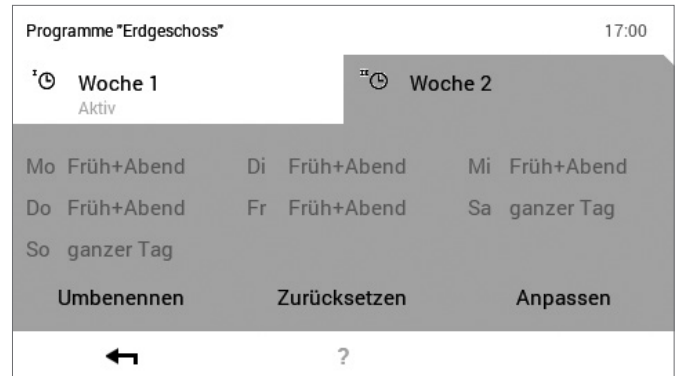 Programme "Erdgeschoss" 17:00
I Woche 1 II Woche 2
Aktiv
Mo Früh+Abend Di Früh+Abend Mi Früh+Abend
Do Früh+Abend Fr Früh+Abend Sa ganzer Tag
So ganzer Tag
Umbenennen Zurücksetzen Anpassen
?